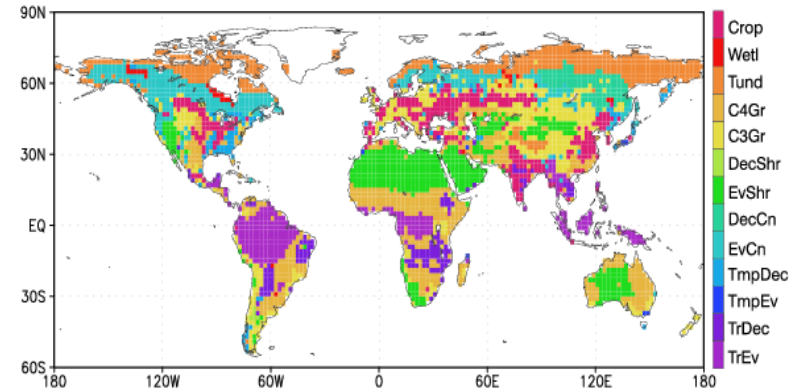 90N
60N
30N
EQ
30S
60S
180
120W
60W
0
60E
120E
180
Crop
Wetl
Tund
C4Gr
C3Gr
DecShr
EvShr
DecCn
EvCn
TmpDec
TmpEv
TrDec
TrEv